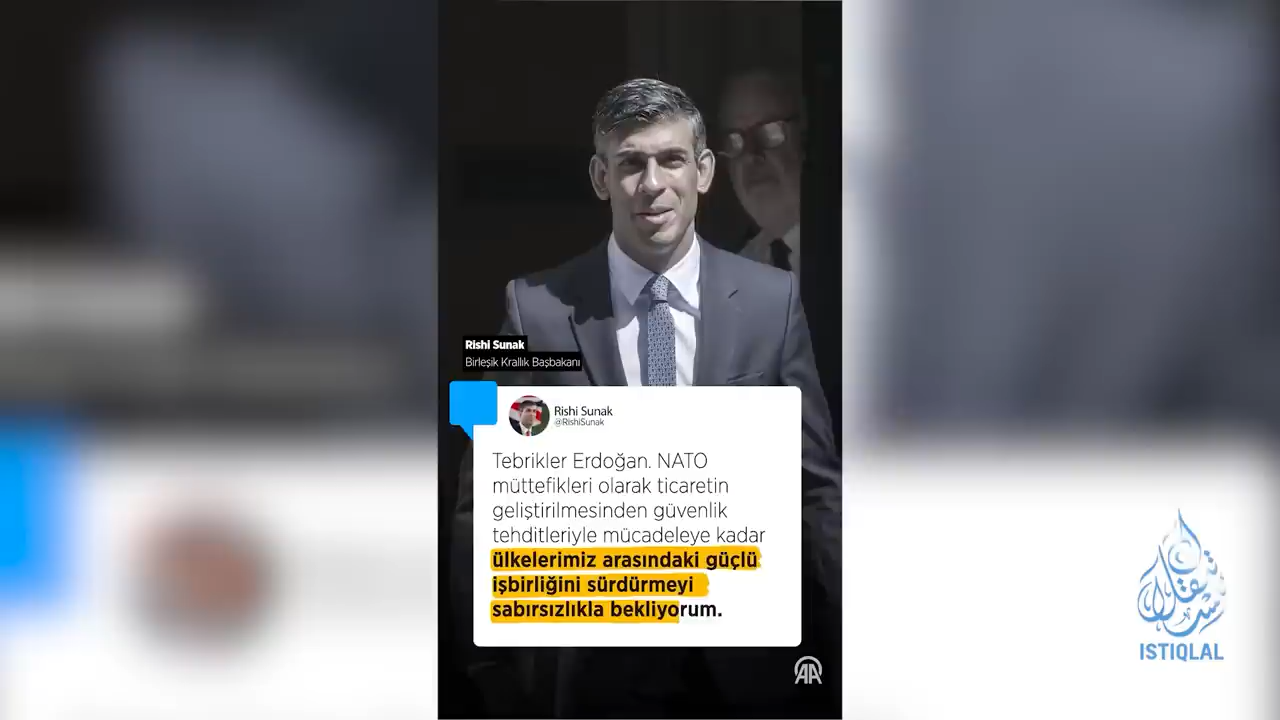 Rishi Sunak
Birleşik Krallık Başbakanı
Rishi Sunak
@RishiSunak
Tebrikler Erdoğan. NATO
müttefikleri olarak ticaretin
geliştirilmesinden güvenlik
tehditleriyle mücadeleye kadar
ülkelerimiz arasındaki güçlü
işbirliğini sürdürmeyi
sabırsızlıkla bekliyorum.
AA
استقلال
ISTIQLAL